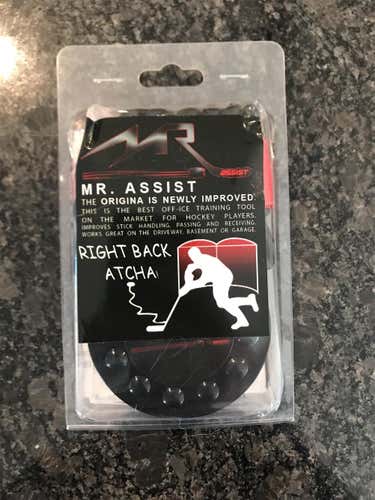 MR
ASSIST
MR. ASSIST
THE ORIGINA IS NEWLY IMPROVED.
THIS IS THE BEST OFF-ICE TRAINING TOOL
ON THE MARKET FOR HOCKEY PLAYERS.
IMPROVES STICK HANDLING, PASSING AND RECEIVING.
WORKS GREAT ON THE DRIVEWAY, BASEMENT OR GARAGE.
RIGHT BACK
ATCHA